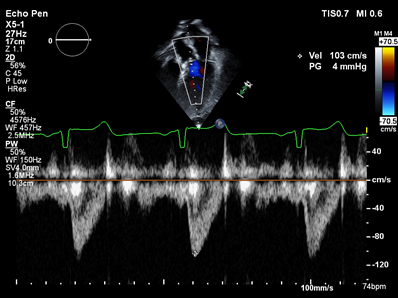 Echo Pen
X5-1
27Hz
17cm
Z 1.1
2D
56%
C 45
P Low
HRes
CF
50%
4576Hz
WF 457Hz
2.5MHz
PW
50%
WF 150Hz
SV4.0mm
1.6MHz
10.3cm
TIS0.7 MI 0.6
M1 M4
+70.5
-70.5
cm/s
Vel 103 cm/s
PG 4 mmHg
40
cm/s
-40
-80
-120
100mm/s
74bpm